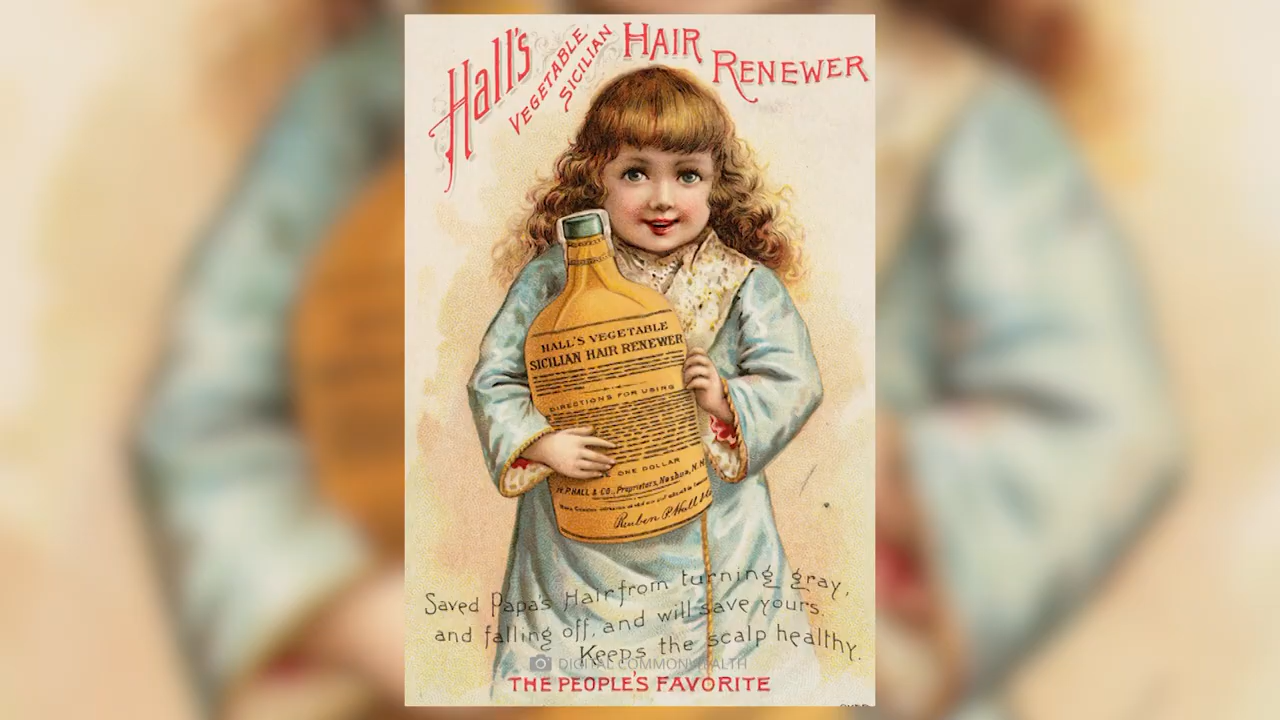 Hall's
VEGETABLE
SICILIAN
HAIR
RENEWER
HALL'S VEGETABLE
SICILIAN HAIR RENEWER
DIRECTIONS FOR USING
ONE DOLLAR
R.P. HALL & CO., Proprietors, Nashua, N.H.
Reuben P. Hall
Saved Papa's Hair from turning gray,
and falling off, and will save yours.
Keeps the scalp healthy.
DIGITAL COMMONWEALTH
THE PEOPLE'S FAVORITE